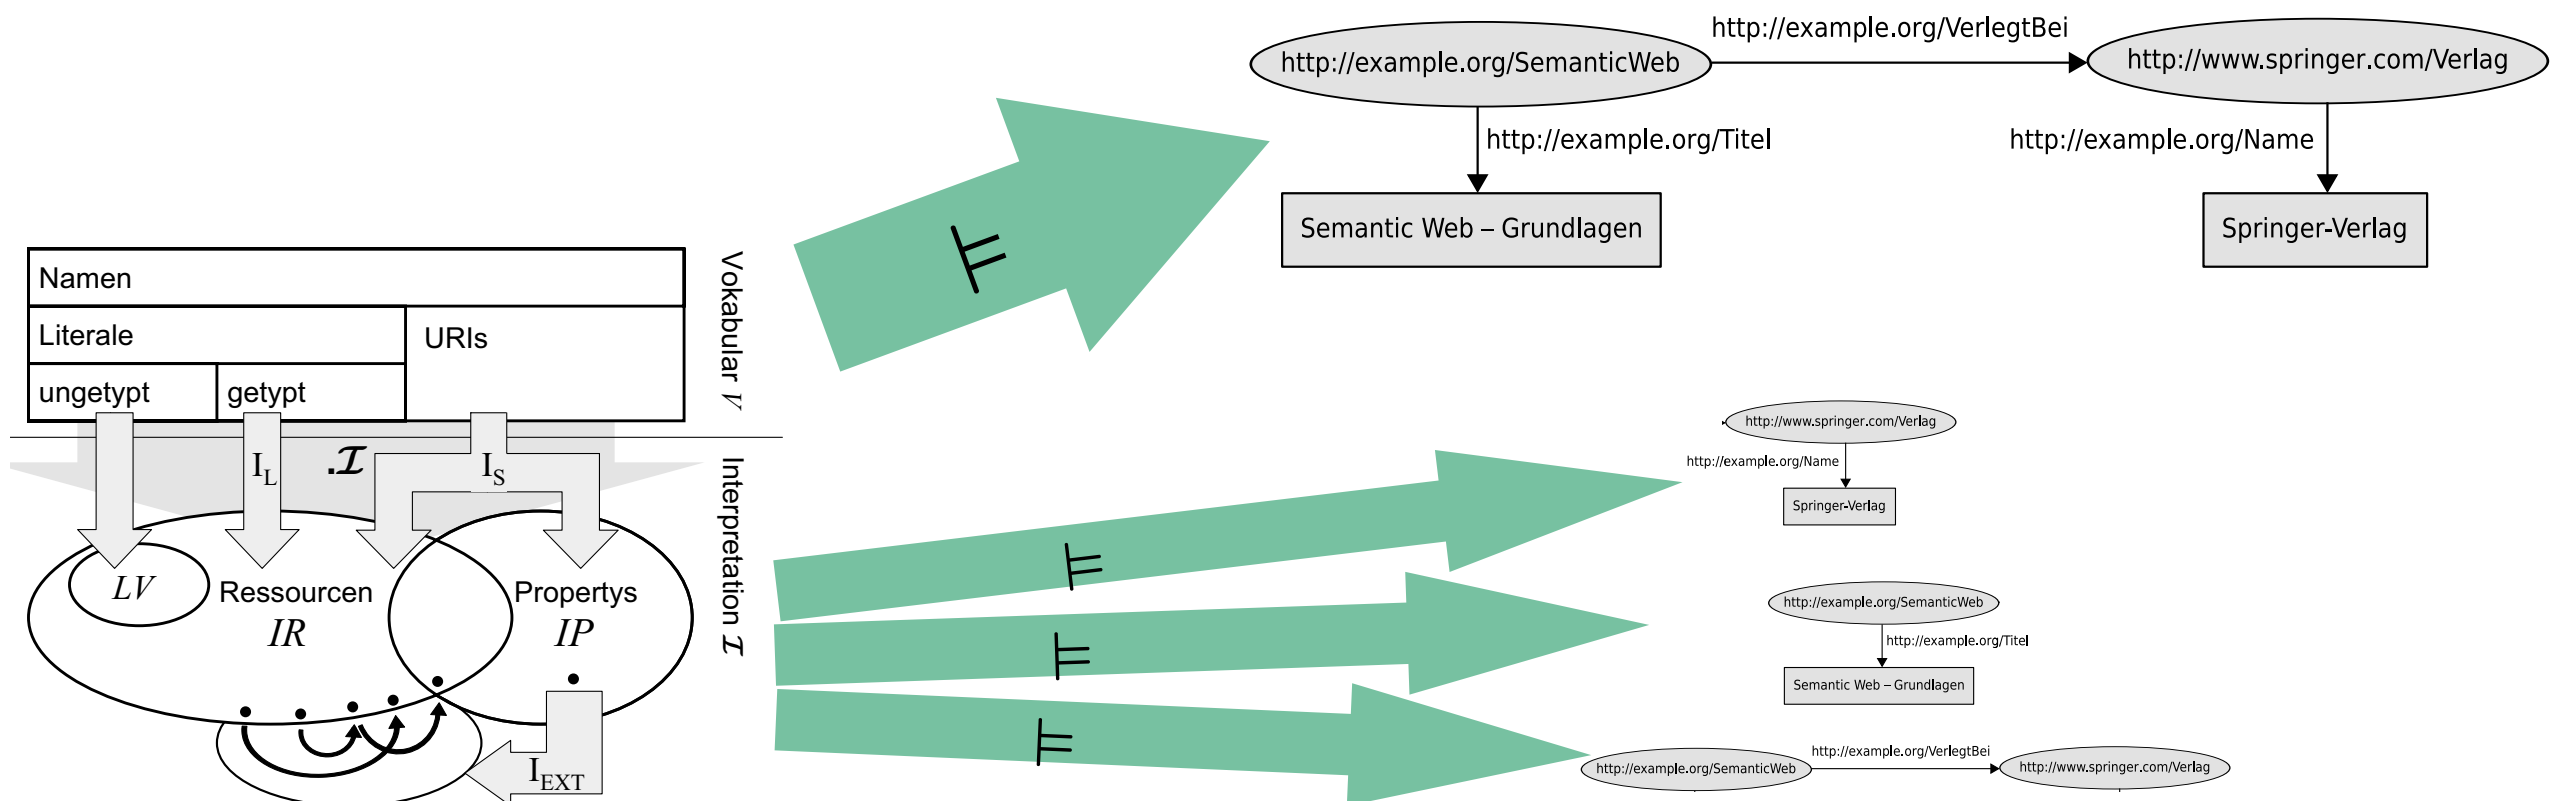 http://example.org/VerlegtBei
http://example.org/SemanticWeb
http://www.springer.com/Verlag
http://example.org/Titel
http://example.org/Name
Semantic Web – Grundlagen
Springer-Verlag
⊨
Namen
Literale
URIs
ungetypt
getypt
Vokabular V
I_L
.ℐ
I_S
Interpretation ℐ
LV
Ressourcen
IR
Propertys
IP
I_EXT
⊨
http://www.springer.com/Verlag
http://example.org/Name
Springer-Verlag
⊨
http://example.org/SemanticWeb
http://example.org/Titel
Semantic Web – Grundlagen
⊨
http://example.org/VerlegtBei
http://example.org/SemanticWeb
http://www.springer.com/Verlag